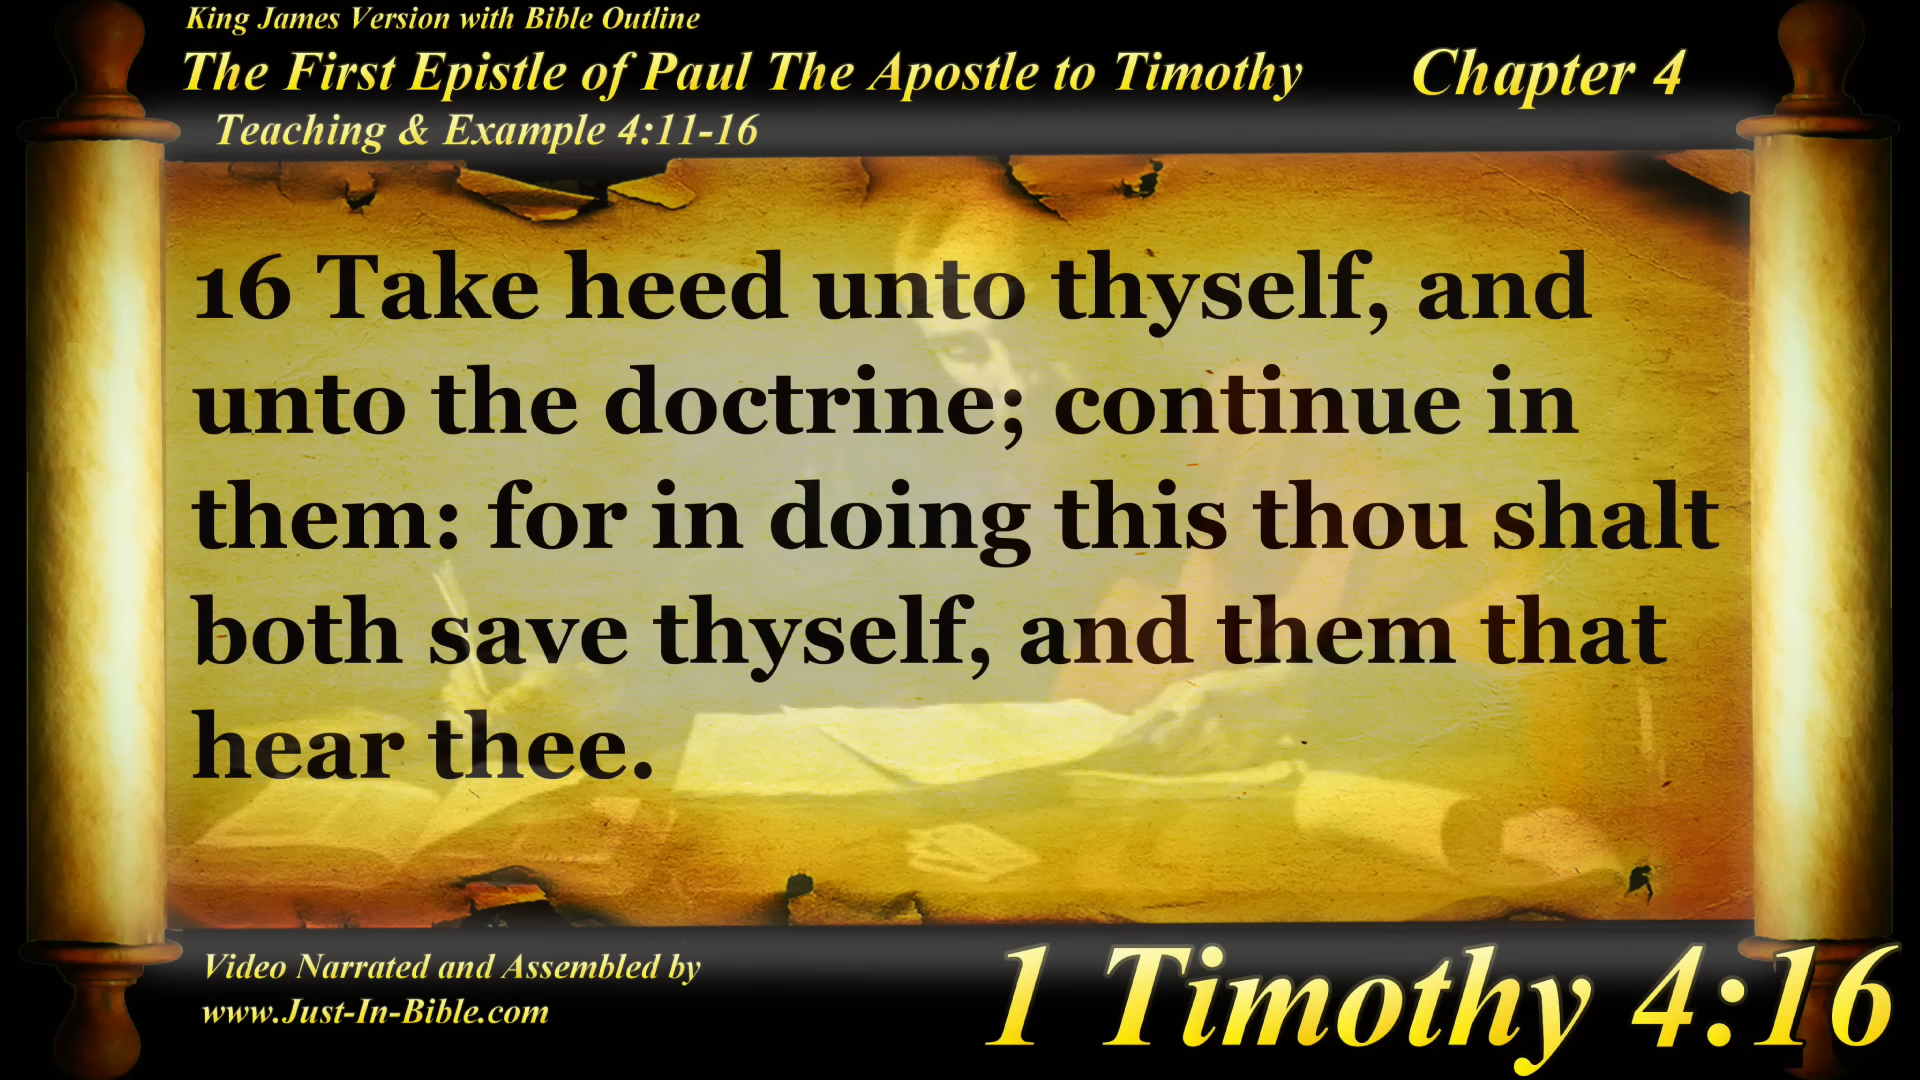 King James Version with Bible Outline
The First Epistle of Paul The Apostle to Timothy
Chapter 4
Teaching & Example 4:11-16
16 Take heed unto thyself, and
unto the doctrine; continue in
them: for in doing this thou shalt
both save thyself, and them that
hear thee.
Video Narrated and Assembled by
www.Just-In-Bible.com
1 Timothy 4:16